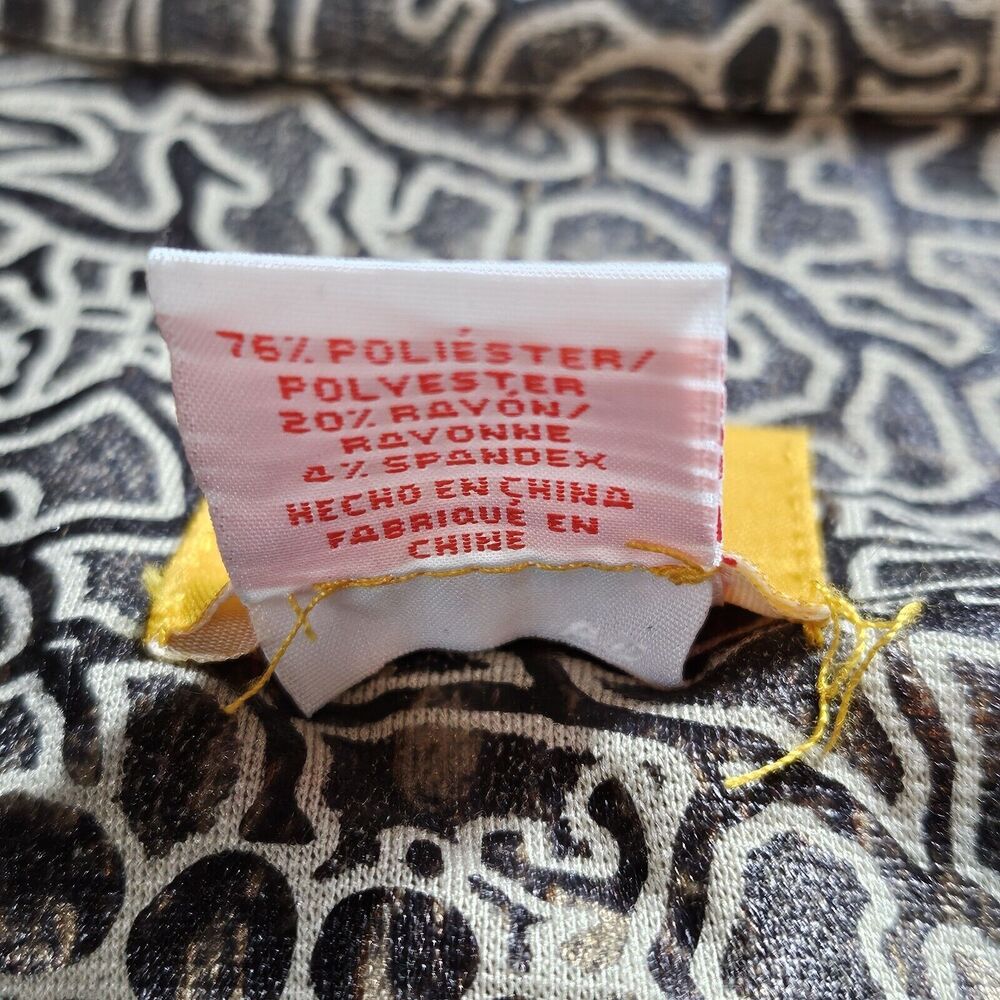 76% POLIÉSTER/
POLYESTER
20% RAYÓN/
RAYONNE
4% SPANDEX
HECHO EN CHINA
FABRIQUÉ EN
CHINE